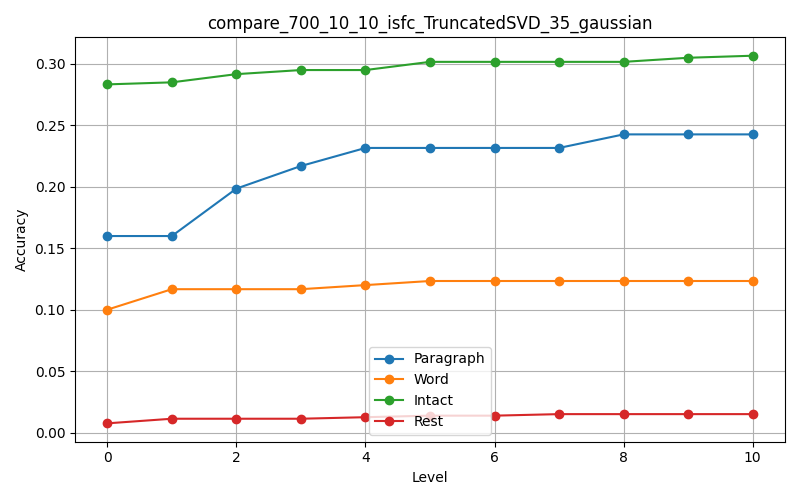 compare_700_10_10_isfc_TruncatedSVD_35_gaussian
Accuracy
0.30
0.25
0.20
0.15
0.10
0.05
0.00
Paragraph
Word
Intact
Rest
0 2 4 6 8 10
Level